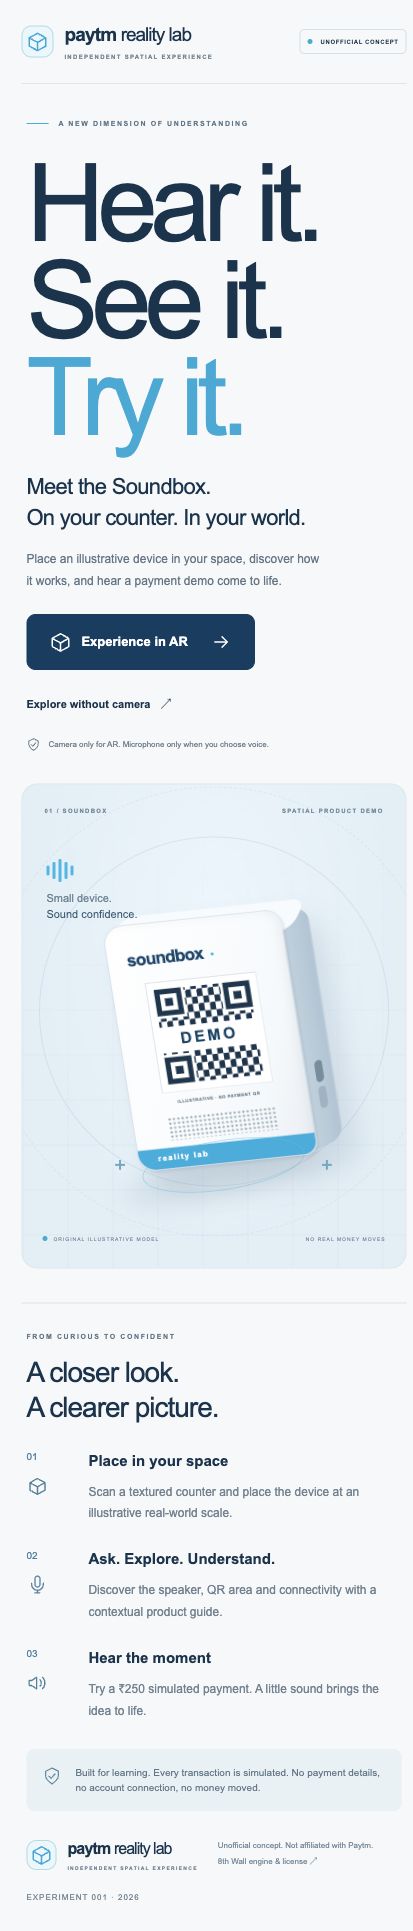 paytm reality lab
INDEPENDENT SPATIAL EXPERIENCE
UNOFFICIAL CONCEPT
A NEW DIMENSION OF UNDERSTANDING
Hear it.
See it.
Try it.
Meet the Soundbox.
On your counter. In your world.
Place an illustrative device in your space, discover how
it works, and hear a payment demo come to life.
Experience in AR →
Explore without camera ↗
Camera only for AR. Microphone only when you choose voice.
01 / SOUNDBOX
SPATIAL PRODUCT DEMO
Small device.
Sound confidence.
soundbox
DEMO
ILLUSTRATIVE · NO PAYMENT QR
reality lab
ORIGINAL ILLUSTRATIVE MODEL
NO REAL MONEY MOVES
FROM CURIOUS TO CONFIDENT
A closer look.
A clearer picture.
01
Place in your space
Scan a textured counter and place the device at an
illustrative real-world scale.
02
Ask. Explore. Understand.
Discover the speaker, QR area and connectivity with a
contextual product guide.
03
Hear the moment
Try a ₹250 simulated payment. A little sound brings the
idea to life.
Built for learning. Every transaction is simulated. No payment details,
no account connection, no money moved.
paytm reality lab
INDEPENDENT SPATIAL EXPERIENCE
Unofficial concept. Not affiliated with Paytm.
8th Wall engine & license ↗
EXPERIMENT 001 · 2026